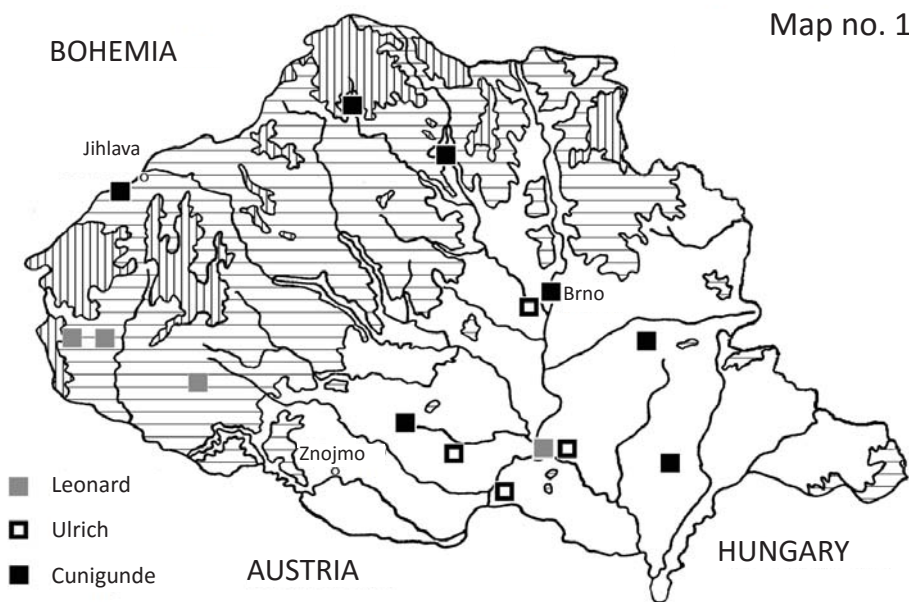 Map no. 1
BOHEMIA
Jihlava
Brno
Znojmo
Leonard
Ulrich
HUNGARY
AUSTRIA
Cunigunde